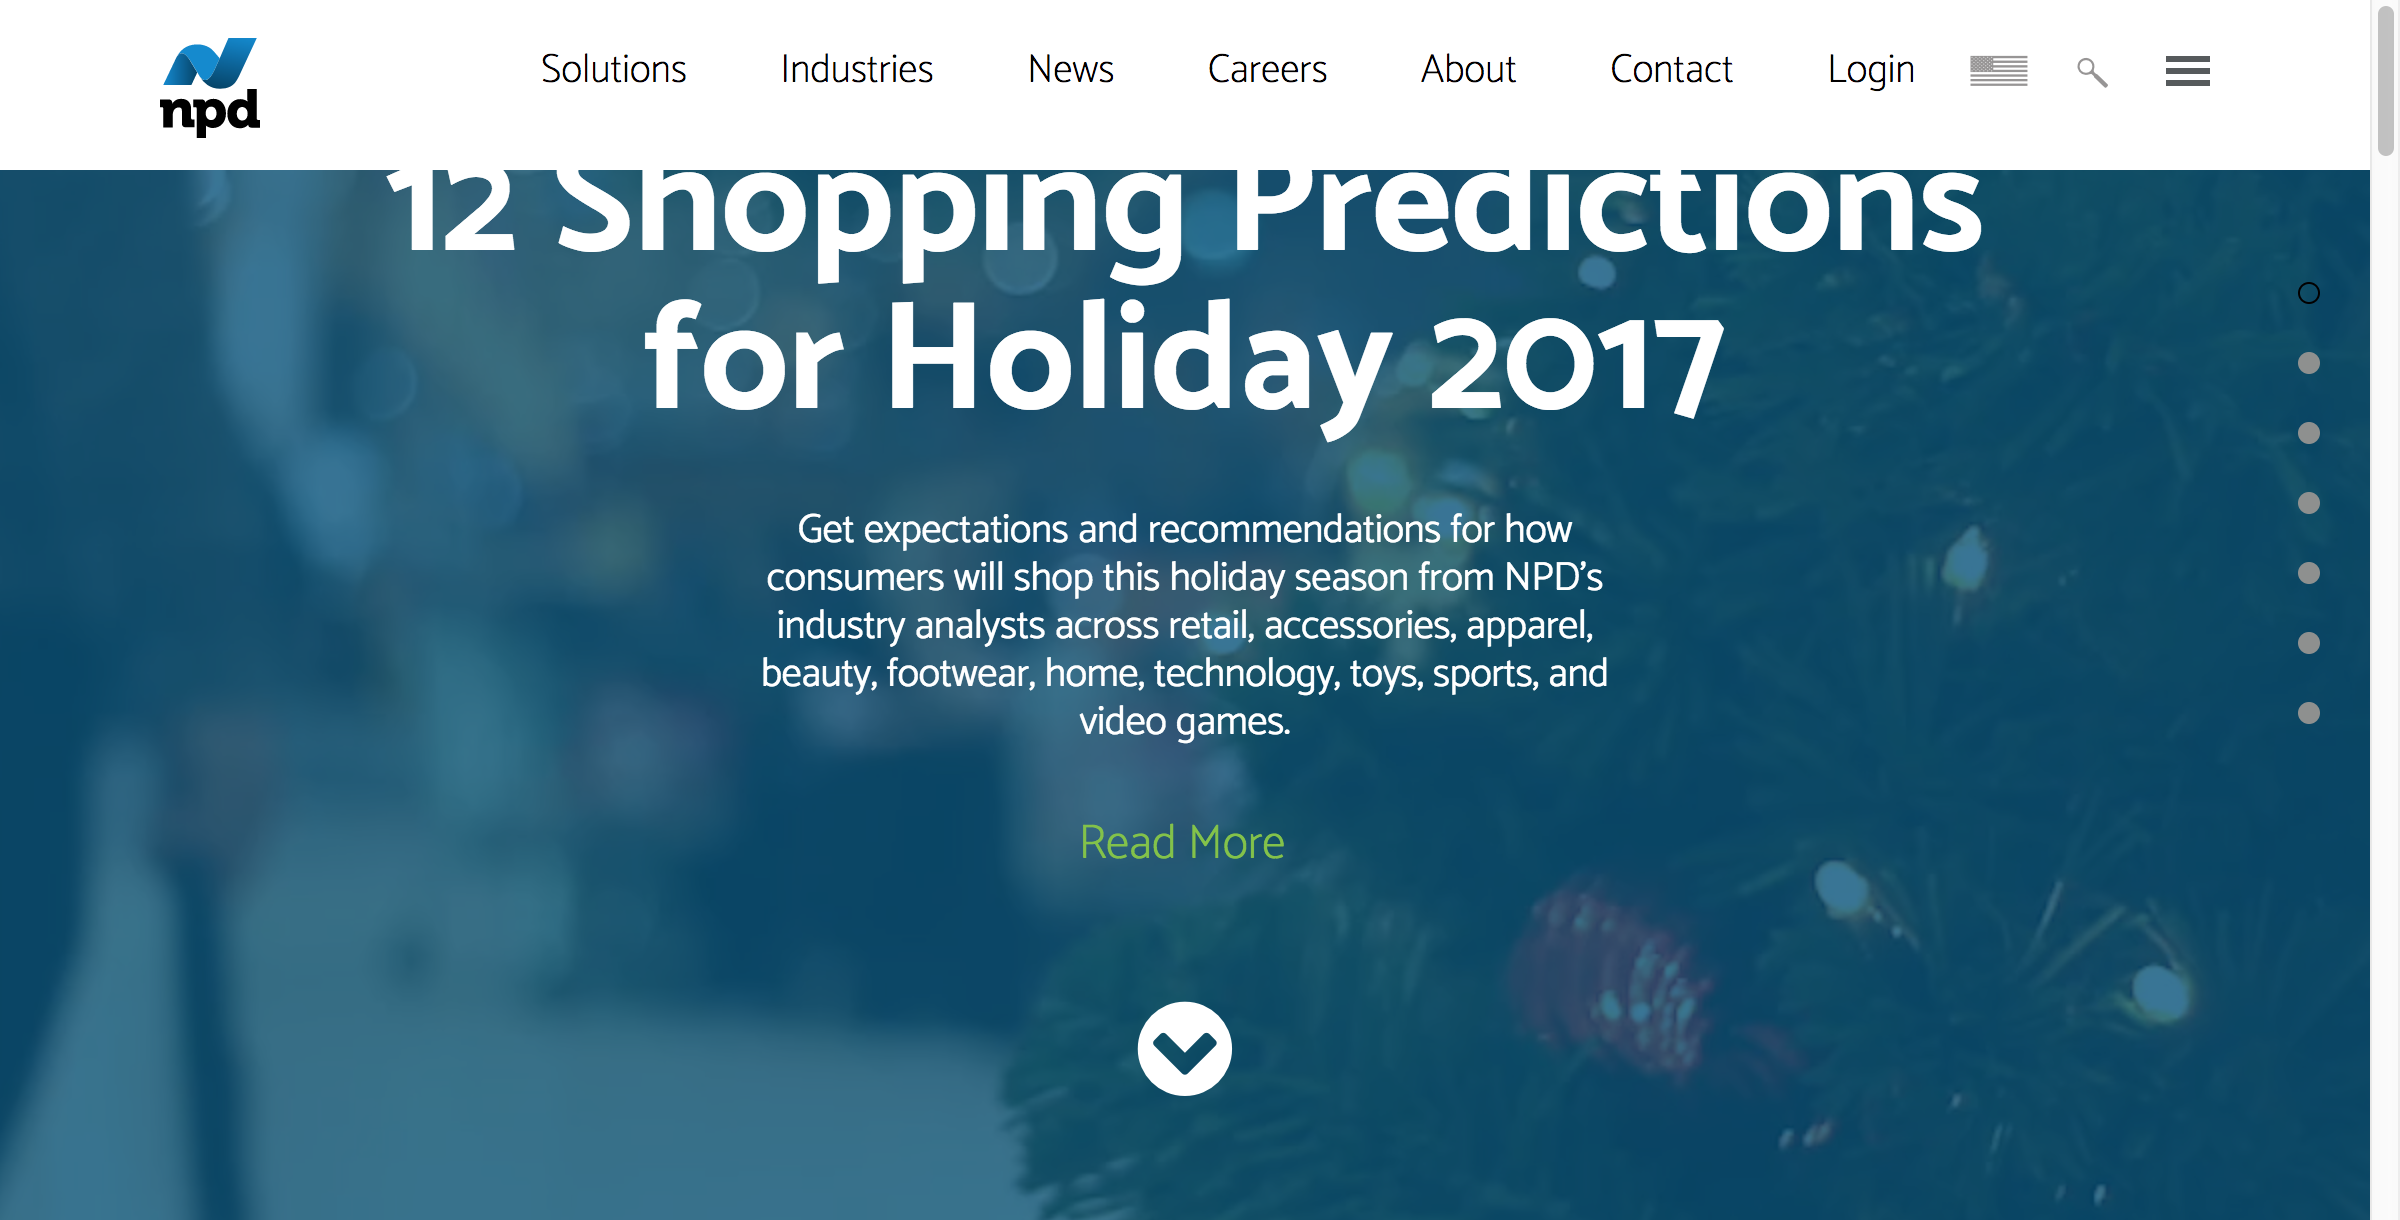 npd
Solutions Industries News Careers About Contact Login
12 Shopping Predictions
for Holiday 2017
Get expectations and recommendations for how
consumers will shop this holiday season from NPD’s
industry analysts across retail, accessories, apparel,
beauty, footwear, home, technology, toys, sports, and
video games.
Read More